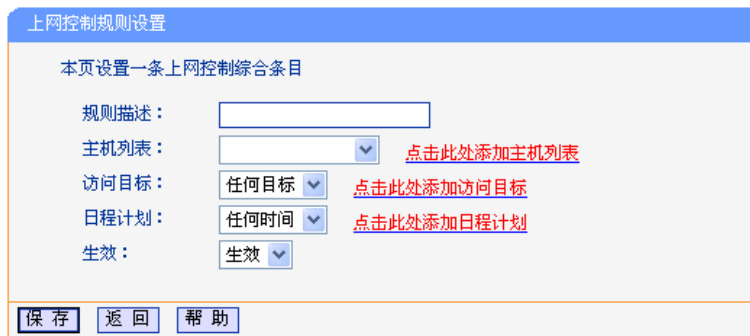 上网控制规则设置
本页设置一条上网控制综合条目
规则描述：
主机列表： 点击此处添加主机列表
访问目标： 任何目标 点击此处添加访问目标
日程计划： 任何时间 点击此处添加日程计划
生效： 生效
保 存 返 回 帮 助